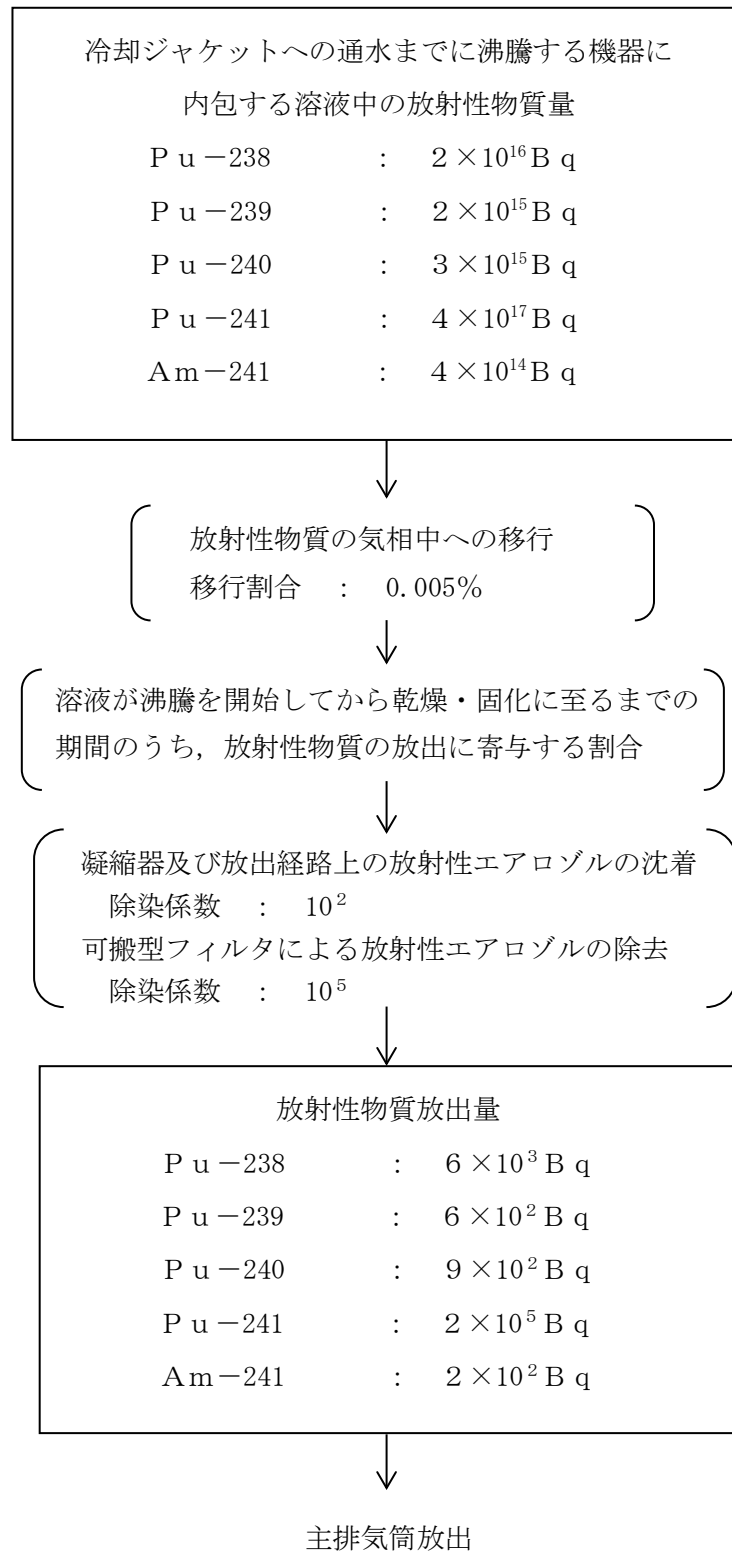 冷却ジャケットへの通水までに沸騰する機器に
内包する溶液中の放射性物質量
Ｐｕ－238 : ２×10¹⁶Ｂｑ
Ｐｕ－239 : ２×10¹⁵Ｂｑ
Ｐｕ－240 : ３×10¹⁵Ｂｑ
Ｐｕ－241 : ４×10¹⁷Ｂｑ
Ａｍ－241 : ４×10¹⁴Ｂｑ
放射性物質の気相中への移行
移行割合 : 0.005％
溶液が沸騰を開始してから乾燥・固化に至るまでの
期間のうち，放射性物質の放出に寄与する割合
凝縮器及び放出経路上の放射性エアロゾルの沈着
除染係数 : 10²
可搬型フィルタによる放射性エアロゾルの除去
除染係数 : 10⁵
放射性物質放出量
Ｐｕ－238 : ６×10³Ｂｑ
Ｐｕ－239 : ６×10²Ｂｑ
Ｐｕ－240 : ９×10²Ｂｑ
Ｐｕ－241 : ２×10⁵Ｂｑ
Ａｍ－241 : ２×10²Ｂｑ
主排気筒放出